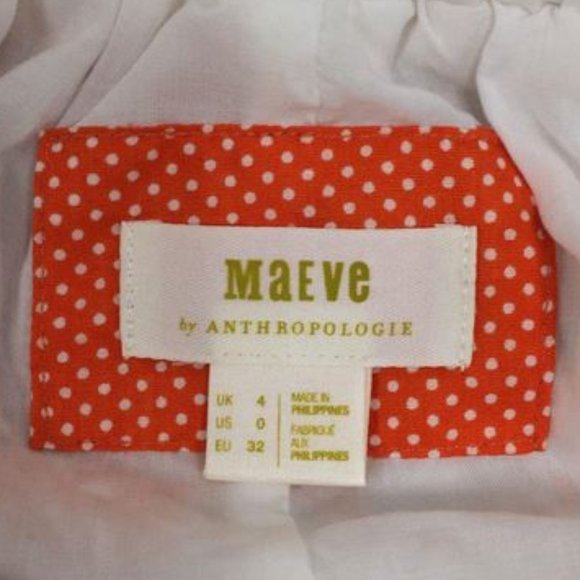 MaEVe
by ANTHROPOLOGIE
UK 4
US 0
EU 32
MADE IN
PHILIPPINES
FABRIQUÉ
AUX
PHILIPPINES